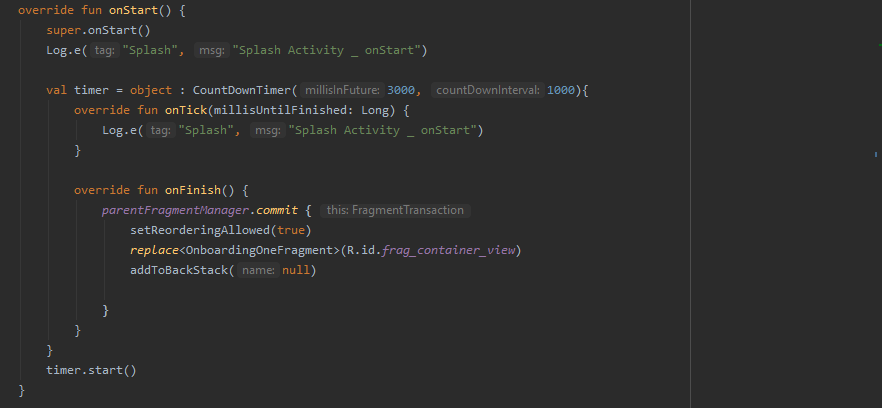 override fun onStart() {
super.onStart()
Log.e( tag: "Splash", msg: "Splash Activity _ onStart")
val timer = object : CountDownTimer( millisInFuture: 3000, countDownInterval: 1000){
override fun onTick(millisUntilFinished: Long) {
Log.e( tag: "Splash", msg: "Splash Activity _ onStart")
}
override fun onFinish() {
parentFragmentManager.commit { this: FragmentTransaction
setReorderingAllowed(true)
replace<OnboardingOneFragment>(R.id.frag_container_view)
addToBackStack( name: null)
}
}
}
timer.start()
}